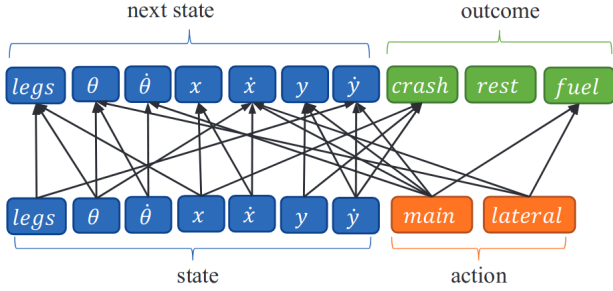 next state outcome
legs θ θ̇ x ẋ y ẏ crash rest fuel
legs θ θ̇ x ẋ y ẏ main lateral
state action